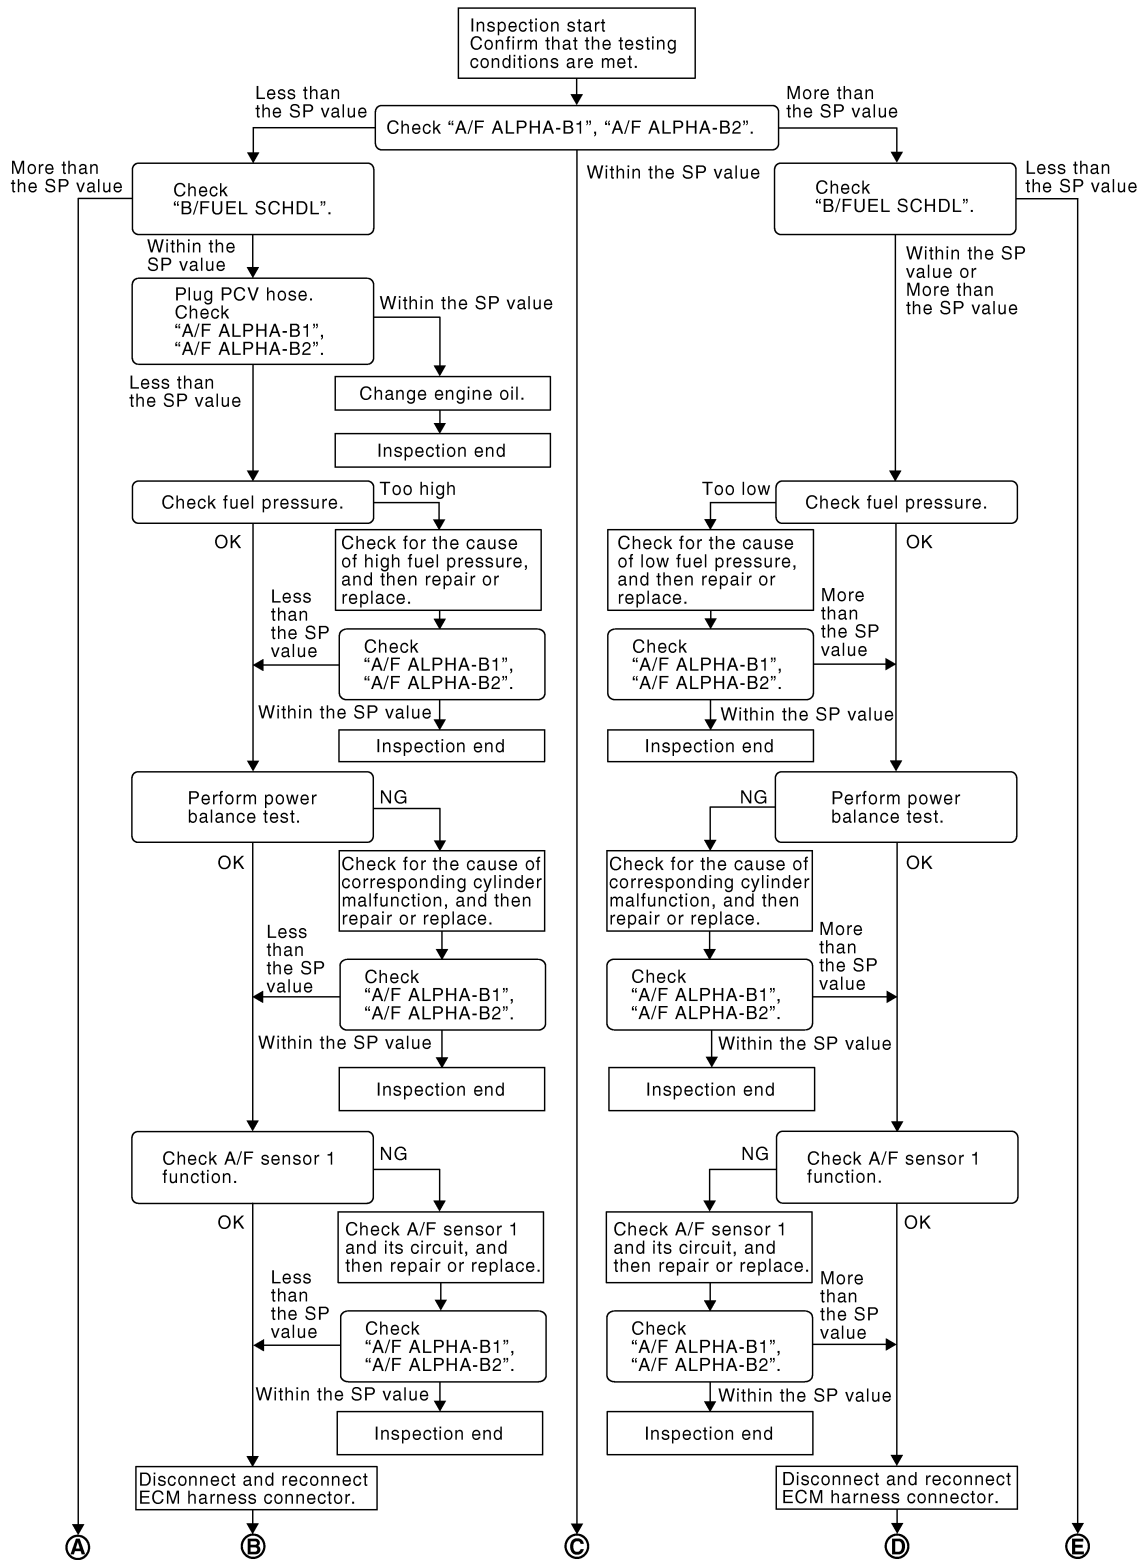 Inspection start
Confirm that the testing
conditions are met.
Less than
the SP value
More than
the SP value
Check “A/F ALPHA-B1”, “A/F ALPHA-B2”.
More than
the SP value
Check
“B/FUEL SCHDL”.
Within the SP value
Check
“B/FUEL SCHDL”.
Less than
the SP value
Within the
SP value
Within the SP
value or
More than
the SP value
Plug PCV hose.
Check
“A/F ALPHA-B1”,
“A/F ALPHA-B2”.
Within the SP value
Less than
the SP value
Change engine oil.
Inspection end
Check fuel pressure.
Too high
Too low
Check fuel pressure.
OK
Check for the cause
of high fuel pressure,
and then repair or
replace.
Check for the cause
of low fuel pressure,
and then repair or
replace.
OK
Less
than
the SP
value
Check
“A/F ALPHA-B1”,
“A/F ALPHA-B2”.
Check
“A/F ALPHA-B1”,
“A/F ALPHA-B2”.
More
than
the SP
value
Within the SP value
Within the SP value
Inspection end
Inspection end
Perform power
balance test.
NG
NG
Perform power
balance test.
OK
Check for the cause of
corresponding cylinder
malfunction, and then
repair or replace.
Check for the cause of
corresponding cylinder
malfunction, and then
repair or replace.
OK
Less
than
the SP
value
Check
“A/F ALPHA-B1”,
“A/F ALPHA-B2”.
Check
“A/F ALPHA-B1”,
“A/F ALPHA-B2”.
More
than
the SP
value
Within the SP value
Within the SP value
Inspection end
Inspection end
Check A/F sensor 1
function.
NG
NG
Check A/F sensor 1
function.
OK
Check A/F sensor 1
and its circuit, and
then repair or replace.
Check A/F sensor 1
and its circuit, and
then repair or replace.
OK
Less
than
the SP
value
Check
“A/F ALPHA-B1”,
“A/F ALPHA-B2”.
Check
“A/F ALPHA-B1”,
“A/F ALPHA-B2”.
More
than
the SP
value
Within the SP value
Within the SP value
Inspection end
Inspection end
Disconnect and reconnect
ECM harness connector.
Disconnect and reconnect
ECM harness connector.
A
B
C
D
E